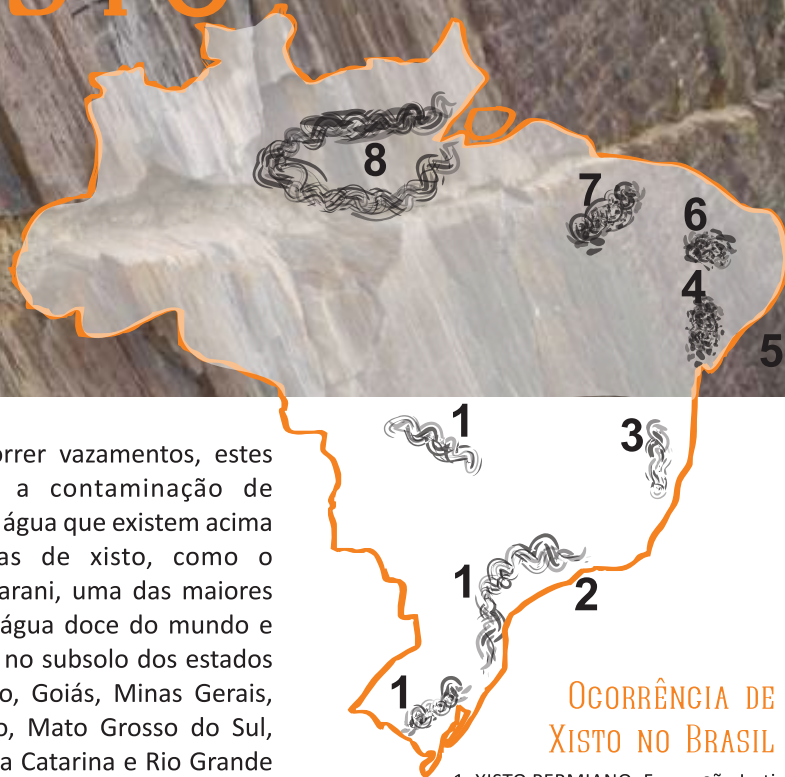 8
7
6
4
5
1
3
1
2
1
correr vazamentos, estes
a contaminação de
água que existem acima
as de xisto, como o
arani, uma das maiores
água doce do mundo e
no subsolo dos estados
o, Goiás, Minas Gerais,
o, Mato Grosso do Sul,
a Catarina e Rio Grande
OCORRÊNCIA DE
XISTO NO BRASIL